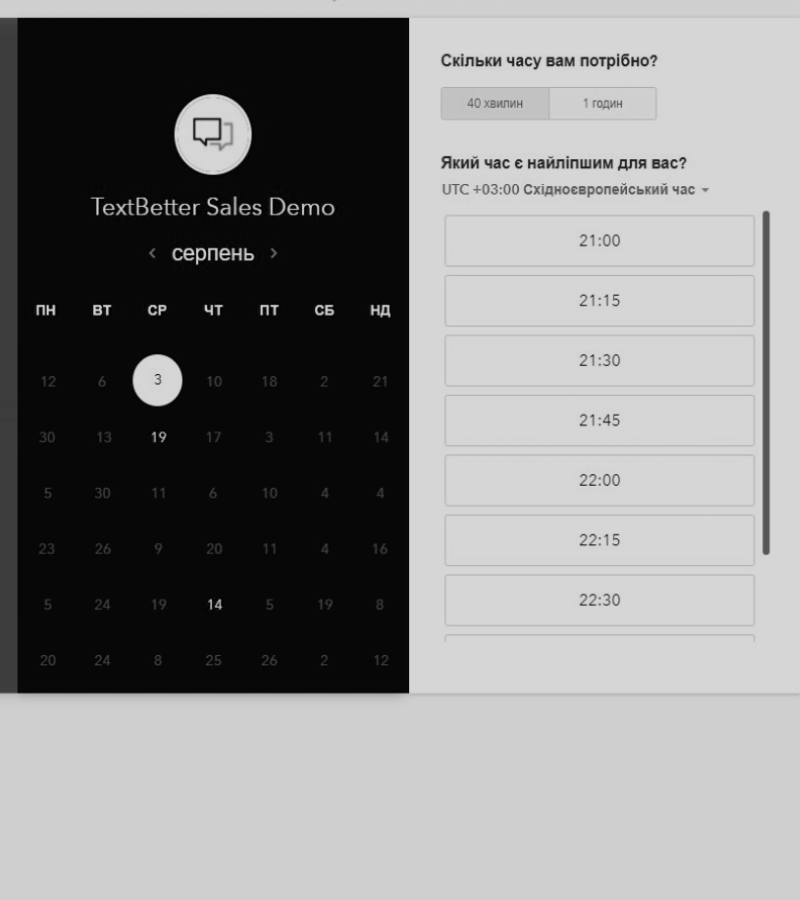 TextBetter Sales Demo
серпень
ПН ВТ СР ЧТ ПТ СБ НД
12 6 3 10 18 2 21
30 13 19 17 3 11 14
5 30 11 6 10 4 4
23 26 9 20 11 4 16
5 24 19 14 5 19 8
20 24 8 25 26 2 12
Скільки часу вам потрібно?
40 хвилин 1 годин
Який час є найліпшим для вас?
UTC +03:00 Східноєвропейський час
21:00
21:15
21:30
21:45
22:00
22:15
22:30